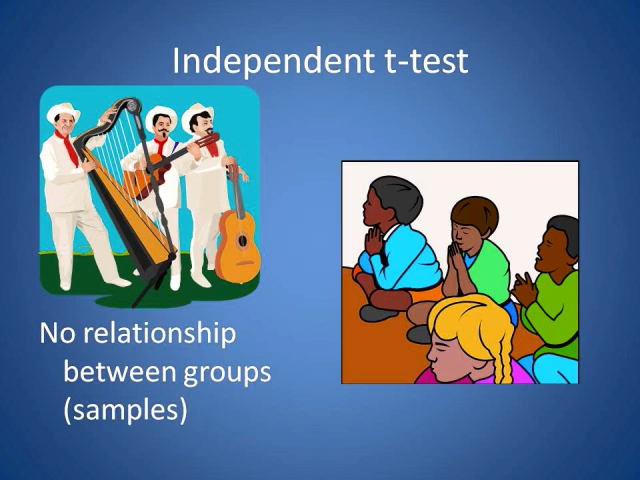 Independent t-test
No relationship
between groups
(samples)